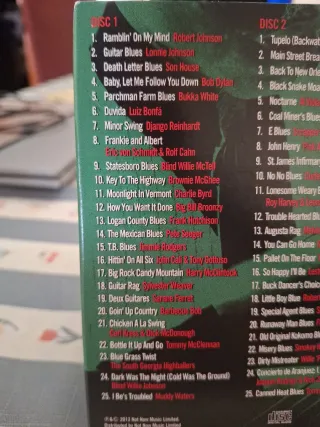 DISC 1
1. Ramblin' On My Mind Robert Johnson
2. Guitar Blues Lonnie Johnson
3. Death Letter Blues Son House
4. Baby, Let Me Follow You Down Bob Dylan
5. Parchman Farm Blues Bukka White
6. Duvida Luiz Bonfá
7. Minor Swing Django Reinhardt
8. Frankie and Albert
Eric von Schmidt & Rolf Cahn
9. Statesboro Blues Blind Willie McTell
10. Key To The Highway Brownie McGhee
11. Moonlight In Vermont Charlie Byrd
12. How You Want It Done Big Bill Broonzy
13. Logan County Blues Frank Hutchison
14. The Mexican Blues Pete Seeger
15. T.B. Blues Jimmie Rodgers
16. Hittin' On All Six
17. Big Rock Candy Mountain Harry McClintock
18. Guitar Rag Sylvester Weaver
19. Deux Guitares
20. Goin' Up Country
21. Chicken A La Swing
22. Bottle It Up And Go Tommy McClennan
23. Blue Grass Twist
The South Georgia Highballers
24. Dark Was The Night (Cold Was The Ground)
Blind Willie Johnson
25. I Be's Troubled Muddy Waters
2012 Not Now Music Limited.
Distributed by Not Now Music Limited.
DISC 2
1. Tupelo (Backwat
2. Main Street Brea
3. Back To New Orl
4. Black Snake Moa
5. Nocturne
6. Coal Miner's Blue
7. E Blues
8. John Henry
9. St. James Infirmar
10. No No Blues
11. Lonesome Weary B
12. Trouble Hearted Blu
13. Augusta Rag
14. You Can Go Home
15. Pallet On The Floor
16. So Happy I'll Be
17. Buck Dancer's Choic
18. Little Boy Blue
19. Special Agent Blues
20. Runaway Man Blues
21. Old Original Kokomo Bl
22. Misery Blues
23. Dirty Mistreater
24. Concierto de Aranjuez:
25. Canned Heat Blues